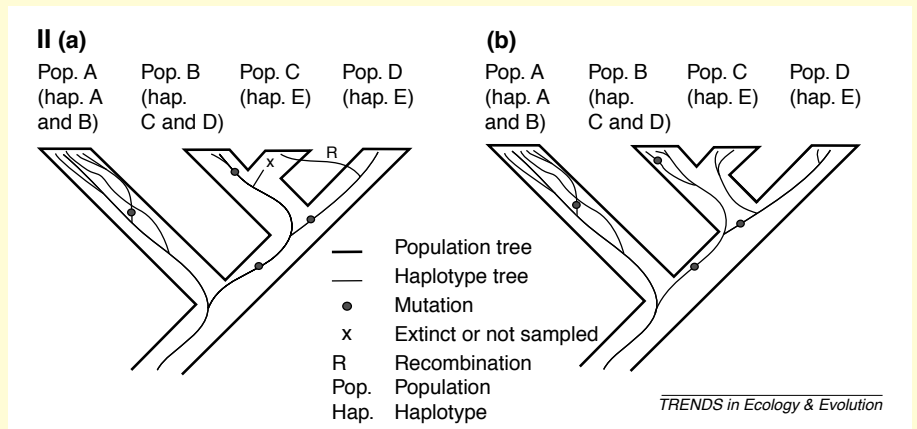 II (a)
Pop. A
(hap. A
and B)
Pop. B
(hap.
C and D)
Pop. C
(hap. E)
Pop. D
(hap. E)
x
R
(b)
Pop. A
(hap. A
and B)
Pop. B
(hap.
C and D)
Pop. C
(hap. E)
Pop. D
(hap. E)
Population tree
Haplotype tree
Mutation
x Extinct or not sampled
R Recombination
Pop. Population
Hap. Haplotype
TRENDS in Ecology & Evolution